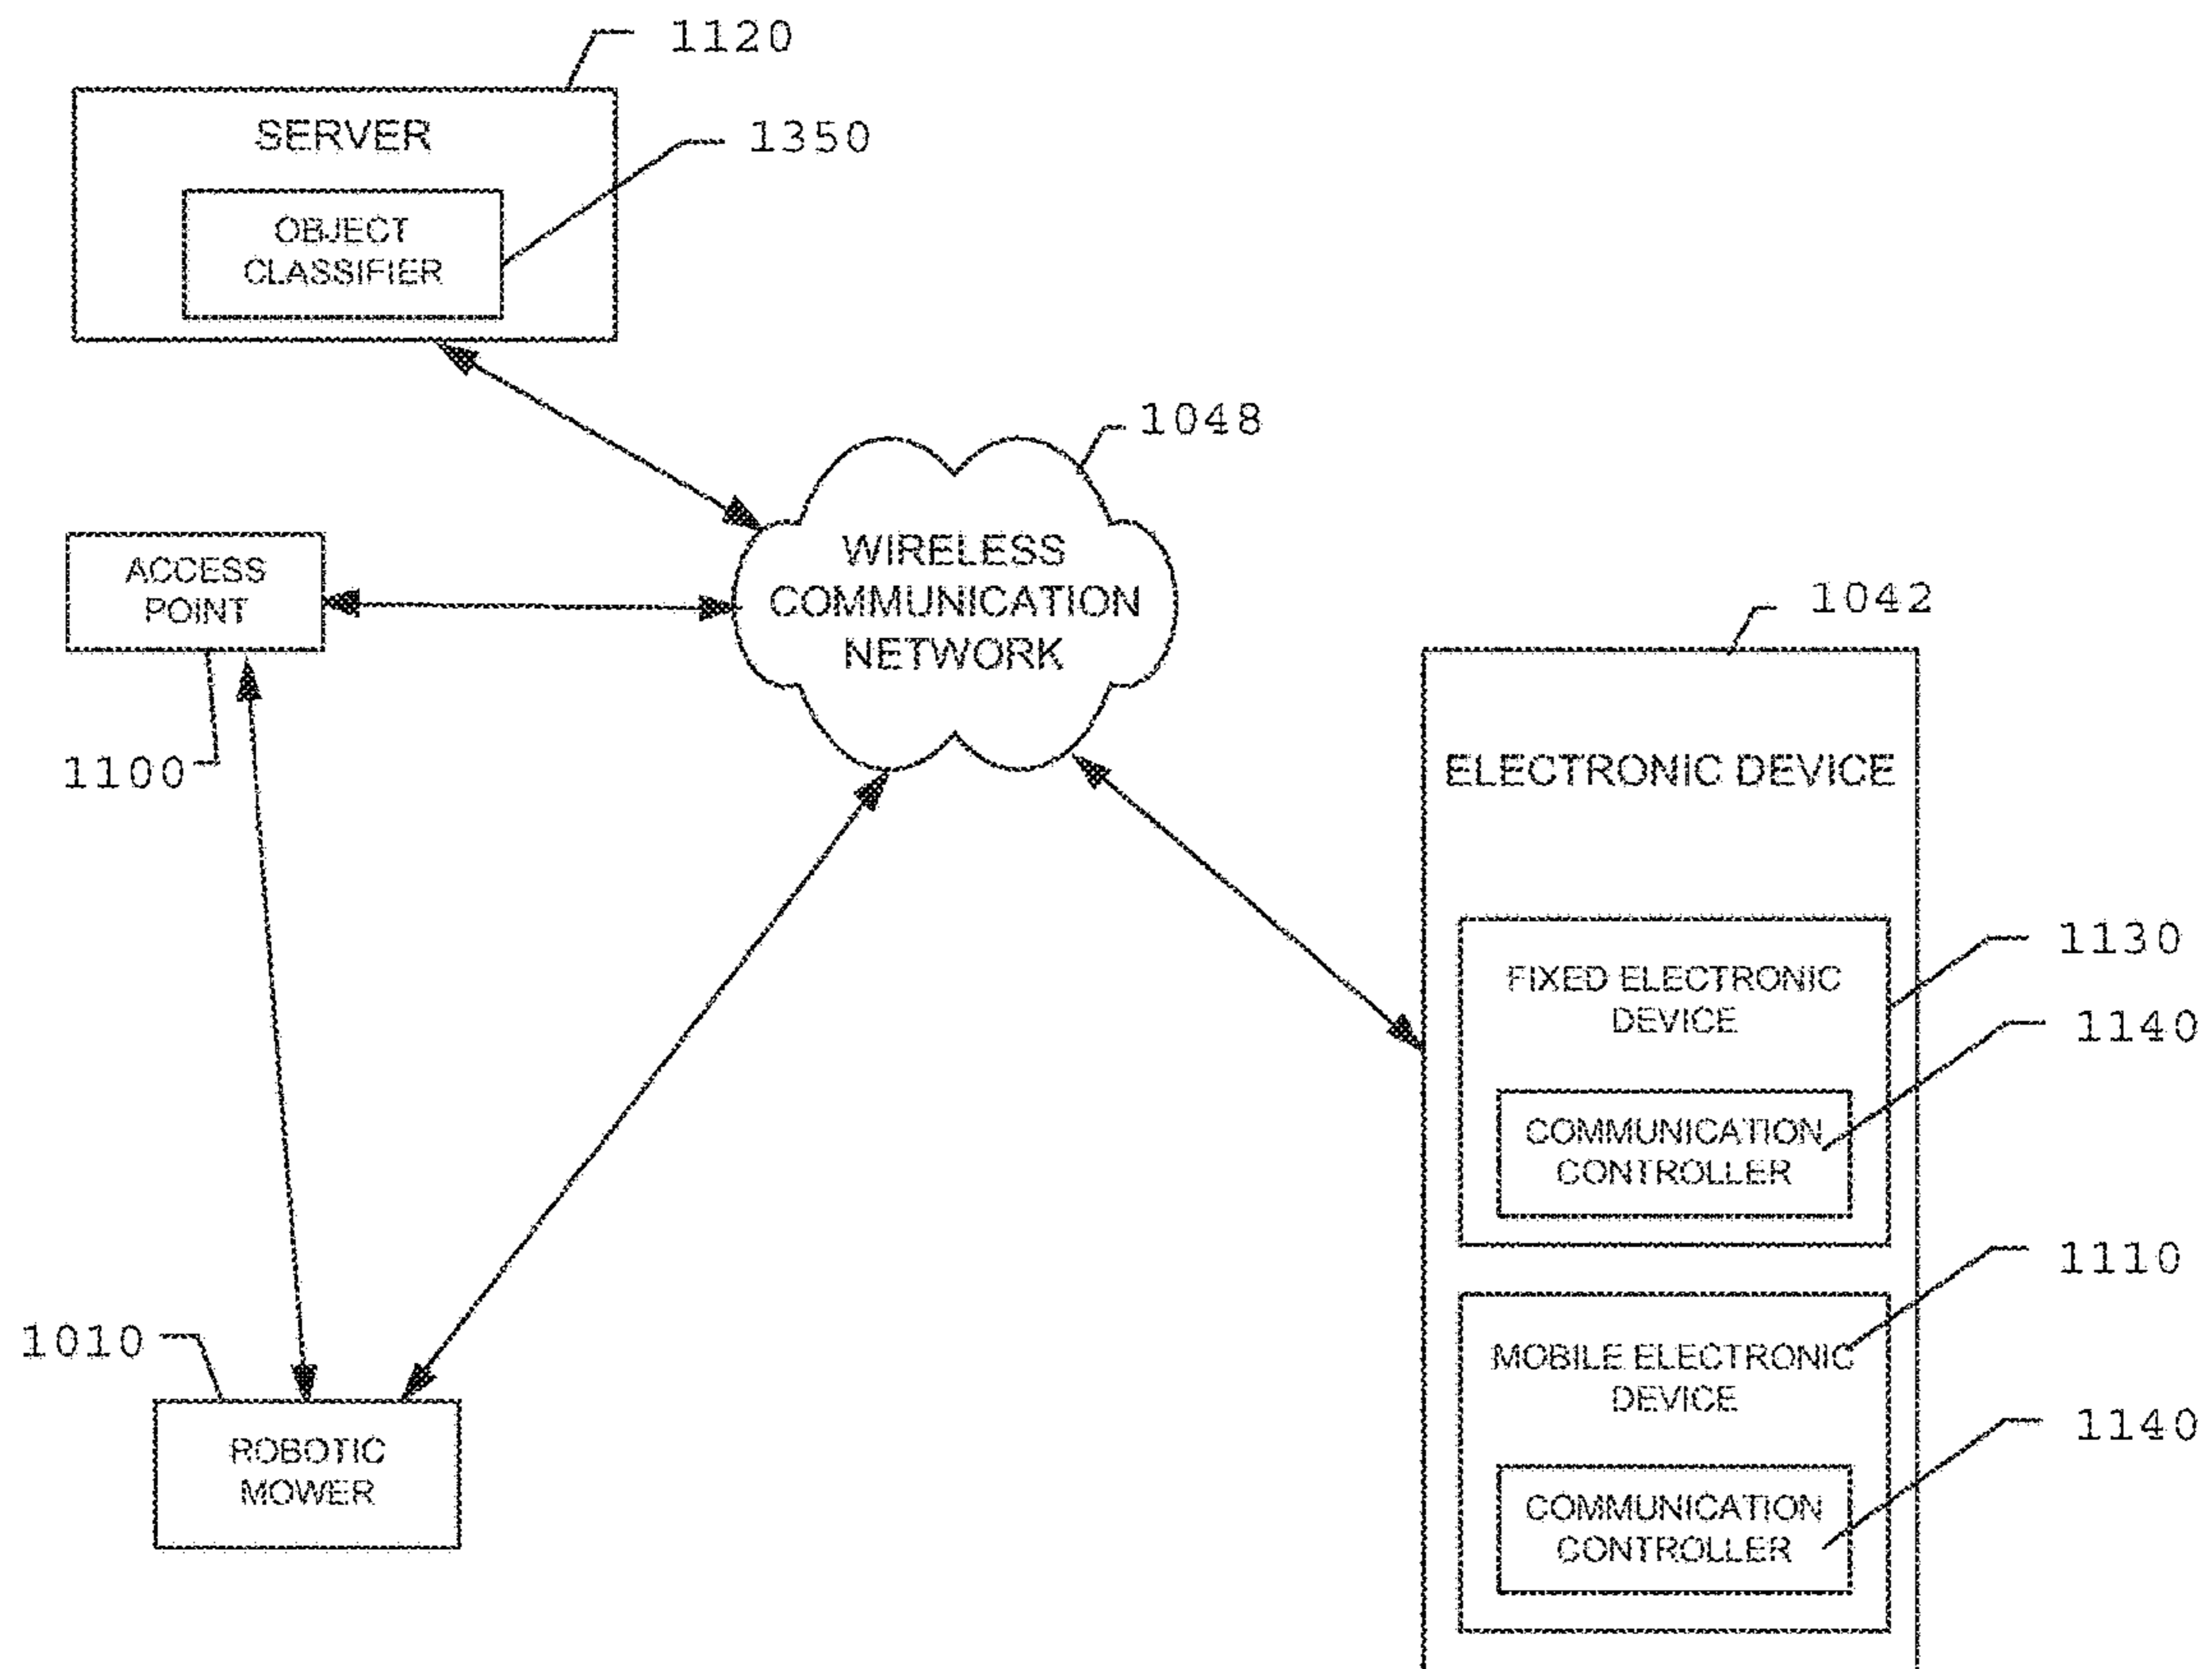 1120
SERVER
1350
OBJECT
CLASSIFIER
1048
WIRELESS
COMMUNICATION
NETWORK
ACCESS
POINT
1100
1042
ELECTRONIC DEVICE
1130
FIXED ELECTRONIC
DEVICE
1140
COMMUNICATION
CONTROLLER
1110
MOBILE ELECTRONIC
DEVICE
1140
COMMUNICATION
CONTROLLER
1010
ROBOTIC
MOWER